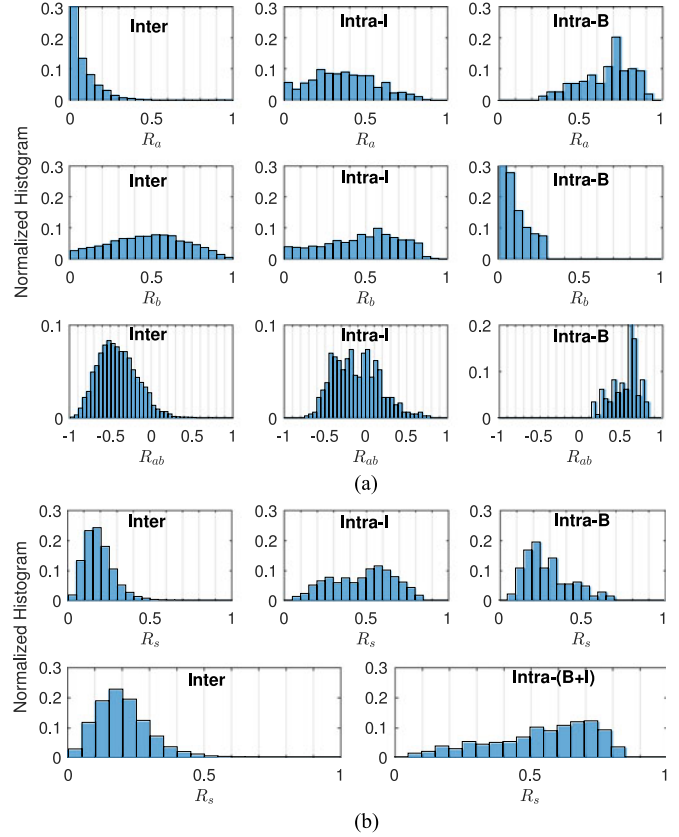 Inter Intra-I Intra-B
0.3 0.3 0.3
0.2 0.2 0.2
0.1 0.1 0.1
0 0 0
0 0.5 1 0 0.5 1 0 0.5 1
R_a R_a R_a
Normalized Histogram
Inter Intra-I Intra-B
0.3 0.3 0.3
0.2 0.2 0.2
0.1 0.1 0.1
0 0 0
0 0.5 1 0 0.5 1 0 0.5 1
R_b R_b R_b
Inter Intra-I Intra-B
0.1 0.1 0.2
0.1
0 0 0
-1 -0.5 0 0.5 1 -1 -0.5 0 0.5 1 -1 -0.5 0 0.5 1
R_ab R_ab R_ab
(a)
Normalized Histogram
Inter Intra-I Intra-B
0.3 0.3 0.3
0.2 0.2 0.2
0.1 0.1 0.1
0 0 0
0 0.5 1 0 0.5 1 0 0.5 1
R_s R_s R_s
Inter Intra-(B+I)
0.3 0.3
0.2 0.2
0.1 0.1
0 0
0 0.5 1 0 0.5 1
R_s R_s
(b)